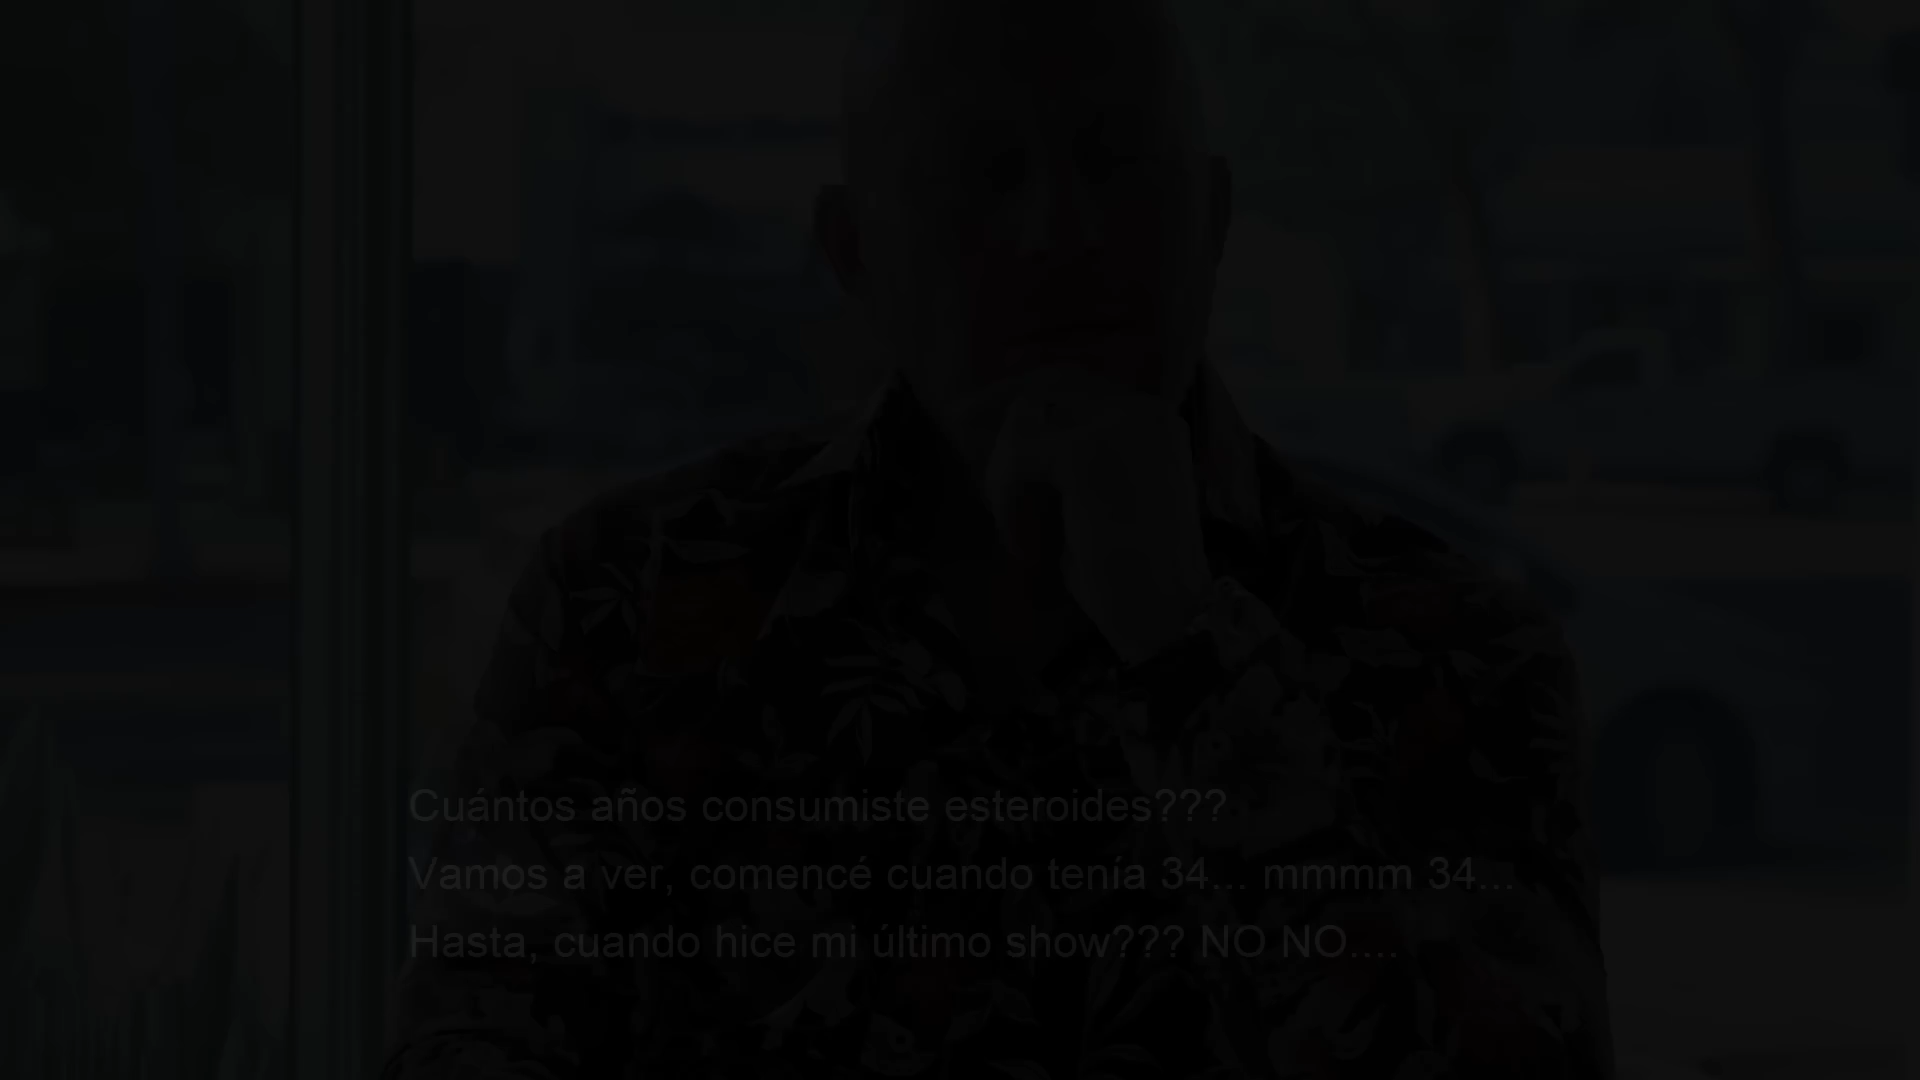 Cuántos años consumiste esteroides???
Vamos a ver, comencé cuando tenía 34... mmmm 34...
Hasta, cuando hice mi último show??? NO NO....